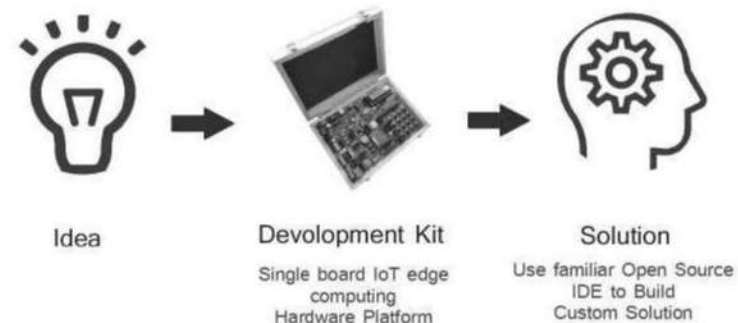 Idea
Devolopment Kit
Single board IoT edge
computing
Hardware Platform
Solution
Use familiar Open Source
IDE to Build
Custom Solution